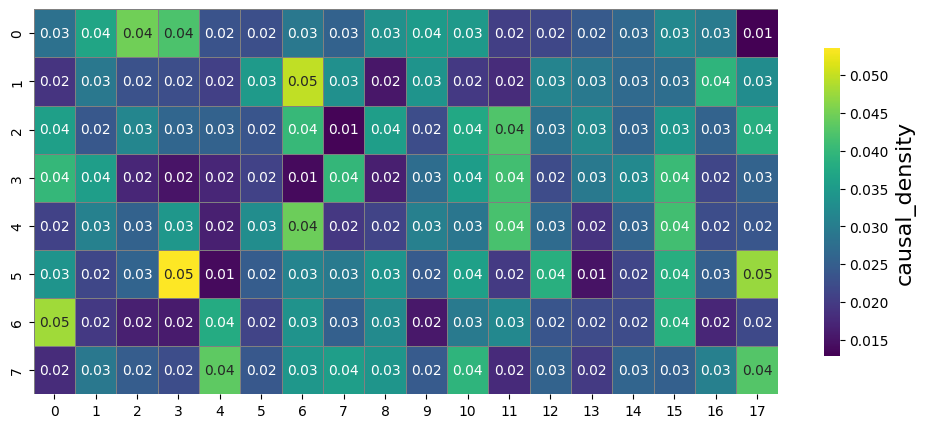 0 0.03 0.04 0.04 0.04 0.02 0.02 0.03 0.03 0.03 0.04 0.03 0.02 0.02 0.02 0.03 0.03 0.03 0.01
1 0.02 0.03 0.02 0.02 0.02 0.03 0.05 0.03 0.02 0.03 0.02 0.02 0.03 0.03 0.03 0.03 0.04 0.03
2 0.04 0.02 0.03 0.03 0.03 0.02 0.04 0.01 0.04 0.02 0.04 0.04 0.03 0.03 0.03 0.03 0.03 0.04
3 0.04 0.04 0.02 0.02 0.02 0.02 0.01 0.04 0.02 0.03 0.04 0.04 0.02 0.03 0.03 0.04 0.02 0.03
4 0.02 0.03 0.03 0.03 0.02 0.03 0.04 0.02 0.02 0.03 0.03 0.04 0.03 0.02 0.03 0.04 0.02 0.02
5 0.03 0.02 0.03 0.05 0.01 0.02 0.03 0.03 0.03 0.02 0.04 0.02 0.04 0.01 0.02 0.04 0.03 0.05
6 0.05 0.02 0.02 0.02 0.04 0.02 0.03 0.03 0.03 0.02 0.03 0.03 0.02 0.02 0.02 0.04 0.02 0.02
7 0.02 0.03 0.02 0.02 0.04 0.02 0.03 0.04 0.03 0.02 0.04 0.02 0.03 0.02 0.03 0.03 0.02 0.04
0 1 2 3 4 5 6 7 8 9 10 11 12 13 14 15 16 17
0.050
0.045
0.040
0.035
0.030
0.025
0.020
0.015
causal_density